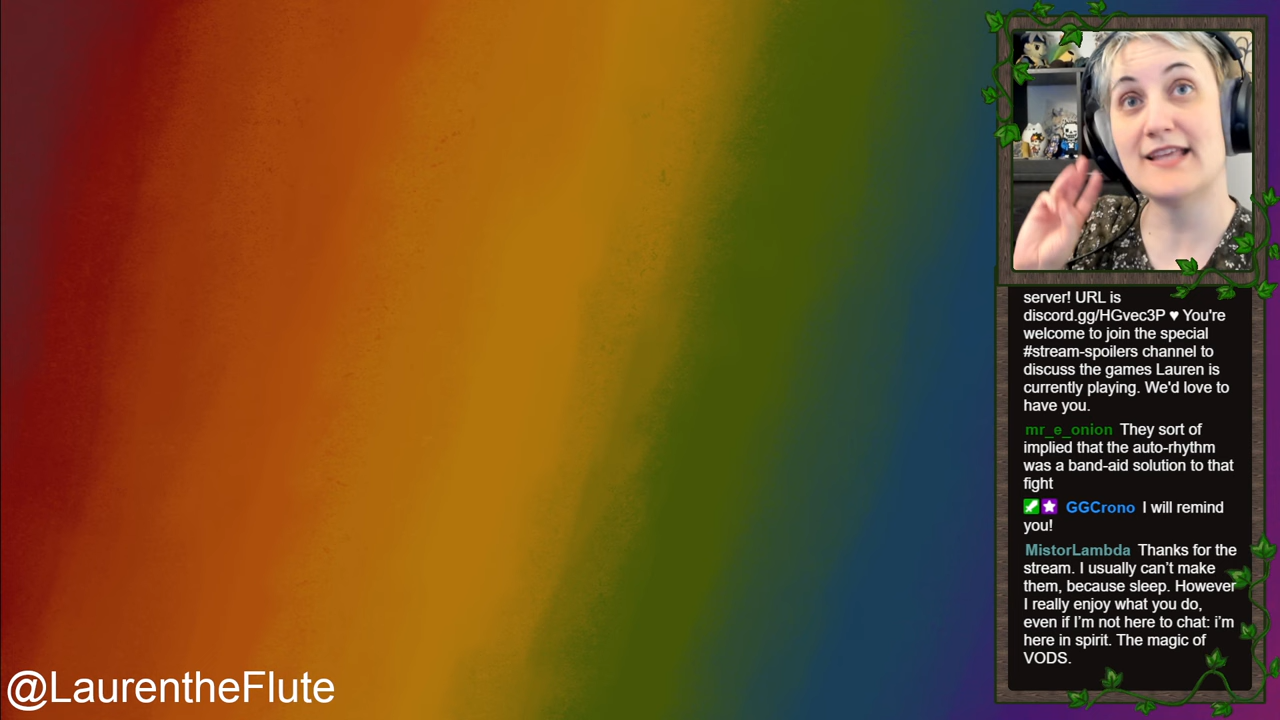 server! URL is
discord.gg/HGvec3P ♥ You're
welcome to join the special
#stream-spoilers channel to
discuss the games Lauren is
currently playing. We'd love to
have you.
mr_e_onion They sort of
implied that the auto-rhythm
was a band-aid solution to that
fight
GGCrono I will remind
you!
MistorLambda Thanks for the
stream. I usually can’t make
them, because sleep. However
I really enjoy what you do,
even if I’m not here to chat: i’m
here in spirit. The magic of
VODS.
@LaurentheFlute